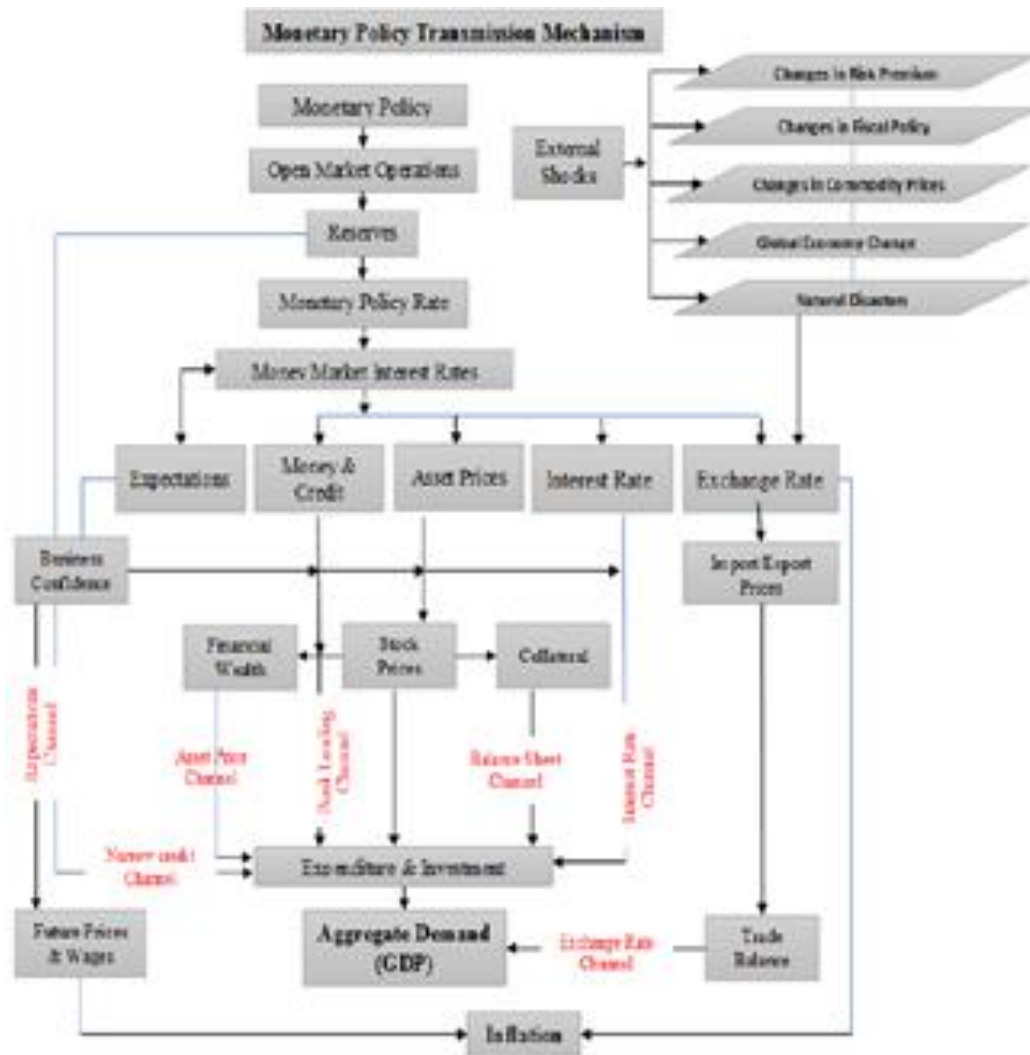 Monetary Policy Transmission Mechanism
Monetary Policy
Open Market Operations
Reserves
Monetary Policy Rate
Money Market Interest Rates
External
Shocks
Changes in Risk Premium
Changes in Fiscal Policy
Changes in Commodity Prices
Global Economy Change
Natural Disasters
Expectations
Money &
Credit
Asset Prices
Interest Rate
Exchange Rate
Business
Confidence
Import Export
Prices
Financial
Wealth
Stock
Prices
Collateral
Expectations
Channel
Asset Price
Channel
Bank Lending
Channel
Balance Sheet
Channel
Interest Rate
Channel
Narrow credit
Channel
Expenditure & Investment
Future Prices
& Wages
Aggregate Demand
(GDP)
Exchange Rate
Channel
Trade
Balance
Inflation